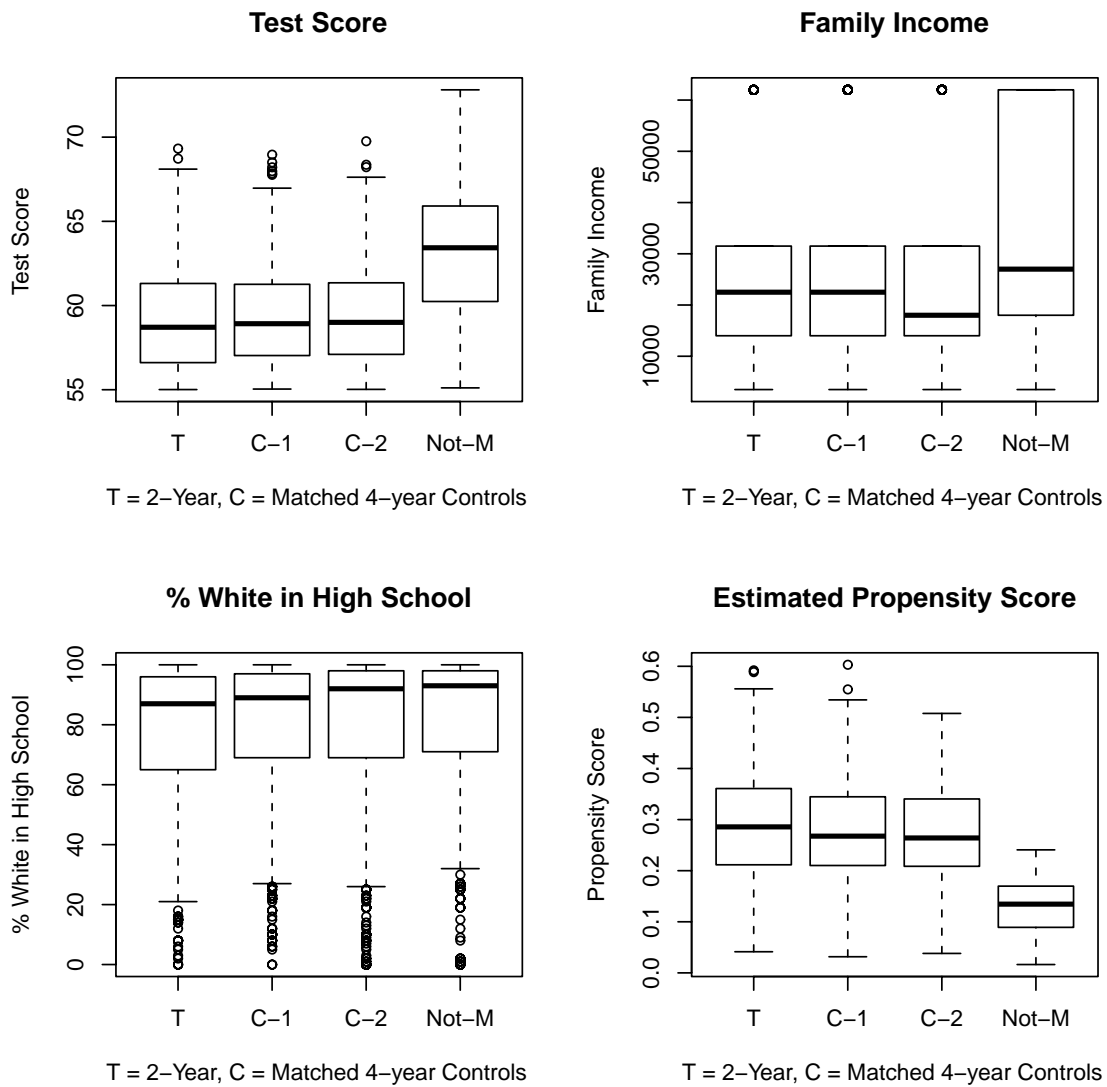 Test Score
Test Score
70
65
60
55
T C−1 C−2 Not−M
T = 2−Year, C = Matched 4−year Controls
Family Income
Family Income
50000
30000
10000
T C−1 C−2 Not−M
T = 2−Year, C = Matched 4−year Controls
% White in High School
% White in High School
100
80
60
40
20
0
T C−1 C−2 Not−M
T = 2−Year, C = Matched 4−year Controls
Estimated Propensity Score
Propensity Score
0.6
0.5
0.4
0.3
0.2
0.1
0.0
T C−1 C−2 Not−M
T = 2−Year, C = Matched 4−year Controls